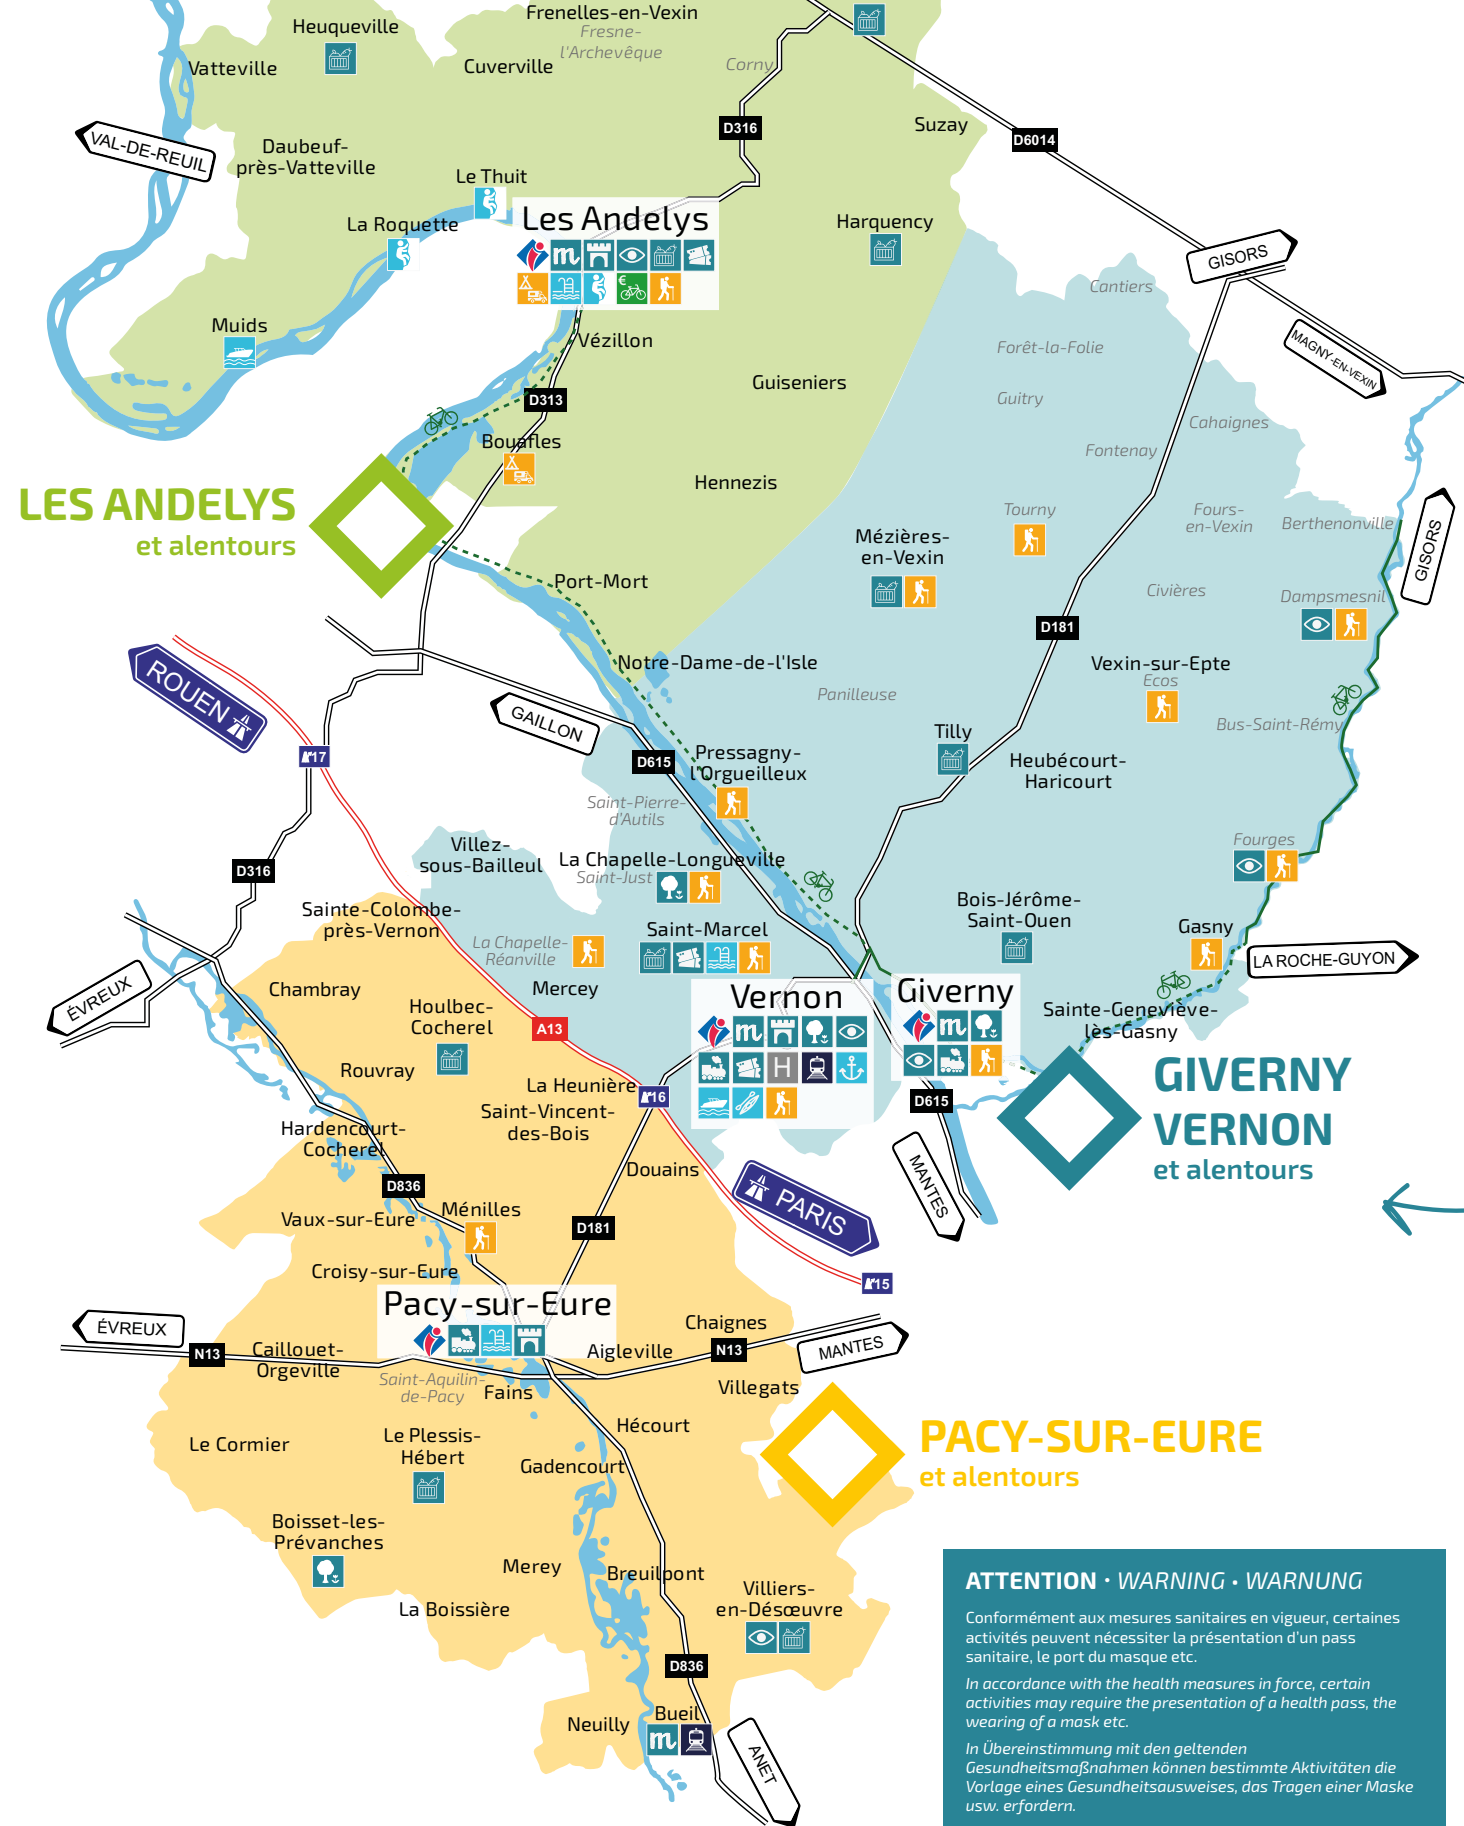 Frenelles-en-Vexin
Heuqueville
Fresne-
l'Archevêque
Vatteville
Cuverville
Corny
VAL-DE-REUIL
Daubeuf-
près-Vatteville
D316
Suzay
D6014
Le Thuit
La Roquette
Les Andelys
m
€
Harquency
GISORS
Cantiers
Muids
Vézillon
Forêt-la-Folie
MAGNY-EN-VEXIN
Guiseniers
D313
Guitry
Cahaignes
Bouafles
Fontenay
Hennezis
LES ANDELYS
et alentours
Tourny
Fours-
en-Vexin
Berthenonville
GISORS
Mézières-
en-Vexin
Port-Mort
Civières
Dampsmesnil
D181
Notre-Dame-de-l'Isle
Vexin-sur-Epte
Ecos
Panilleuse
ROUEN
GAILLON
Bus-Saint-Rémy
Tilly
17
D615
Pressagny-
l'Orgueilleux
Heubécourt-
Haricourt
Saint-Pierre-
d'Autils
Fourges
Villez-
sous-Bailleul
La Chapelle-Longueville
Saint-Just
D316
Sainte-Colombe-
près-Vernon
Bois-Jérôme-
Saint-Ouen
Saint-Marcel
Gasny
La Chapelle-
Réanville
LA ROCHE-GUYON
Mercey
Chambray
ÉVREUX
Vernon
m
H
Giverny
m
Houlbec-
Cocherel
A13
Sainte-Geneviève-
lès-Gasny
Rouvray
La Heunière
16
D615
GIVERNY
VERNON
et alentours
Saint-Vincent-
des-Bois
Hardencourt-
Cocherel
Douains
MANTES
D836
PARIS
Ménilles
Vaux-sur-Eure
D181
Croisy-sur-Eure
15
Pacy-sur-Eure
ÉVREUX
Chaignes
N13
Caillouet-
Orgeville
Aigleville
N13
MANTES
Saint-Aquilin-
de-Pacy
Fains
Villegats
Hécourt
PACY-SUR-EURE
et alentours
Le Cormier
Le Plessis-
Hébert
Gadencourt
Boisset-les-
Prévanches
Merey
Breuilpont
Villiers-
en-Désœuvre
La Boissière
D836
Neuilly
Bueil
m
ANET
ATTENTION • WARNING • WARNUNG
Conformément aux mesures sanitaires en vigueur, certaines
activités peuvent nécessiter la présentation d'un pass
sanitaire, le port du masque etc.
In accordance with the health measures in force, certain
activities may require the presentation of a health pass, the
wearing of a mask etc.
In Übereinstimmung mit den geltenden
Gesundheitsmaßnahmen können bestimmte Aktivitäten die
Vorlage eines Gesundheitsausweises, das Tragen einer Maske
usw. erfordern.